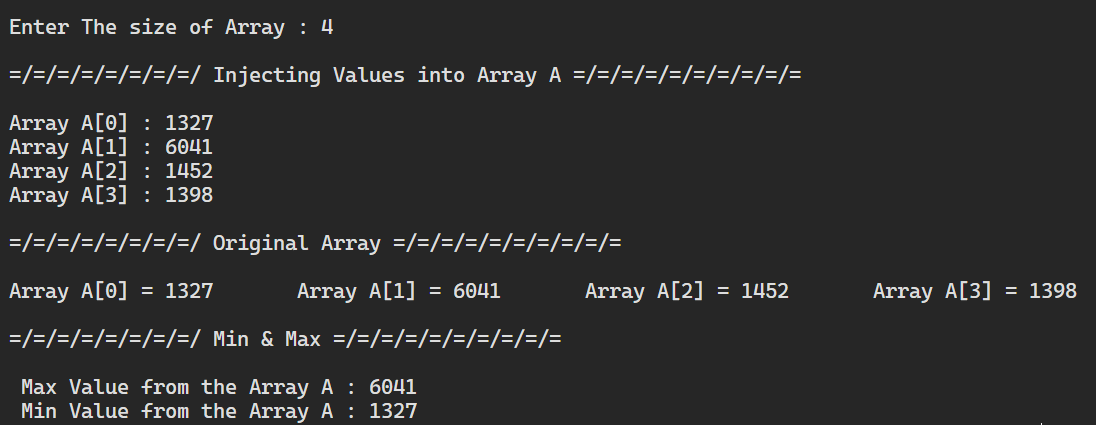 Enter The size of Array : 4
=/=/=/=/=/=/=/=/ Injecting Values into Array A =/=/=/=/=/=/=/=/=/=
Array A[0] : 1327
Array A[1] : 6041
Array A[2] : 1452
Array A[3] : 1398
=/=/=/=/=/=/=/=/ Original Array =/=/=/=/=/=/=/=/=/=
Array A[0] = 1327	Array A[1] = 6041	Array A[2] = 1452	Array A[3] = 1398
=/=/=/=/=/=/=/=/ Min & Max =/=/=/=/=/=/=/=/=/=
Max Value from the Array A : 6041
Min Value from the Array A : 1327